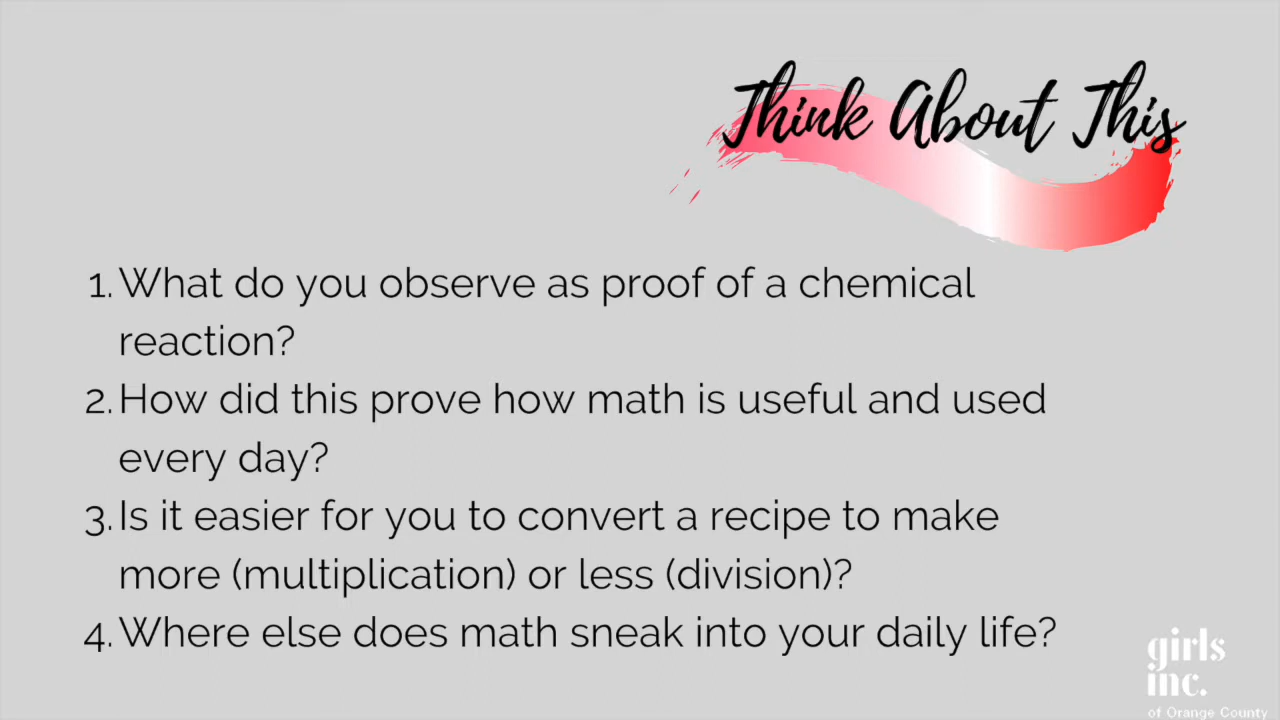 Think About This
1. What do you observe as proof of a chemical
reaction?
2. How did this prove how math is useful and used
every day?
3. Is it easier for you to convert a recipe to make
more (multiplication) or less (division)?
4. Where else does math sneak into your daily life?
girls
inc.
of Orange County